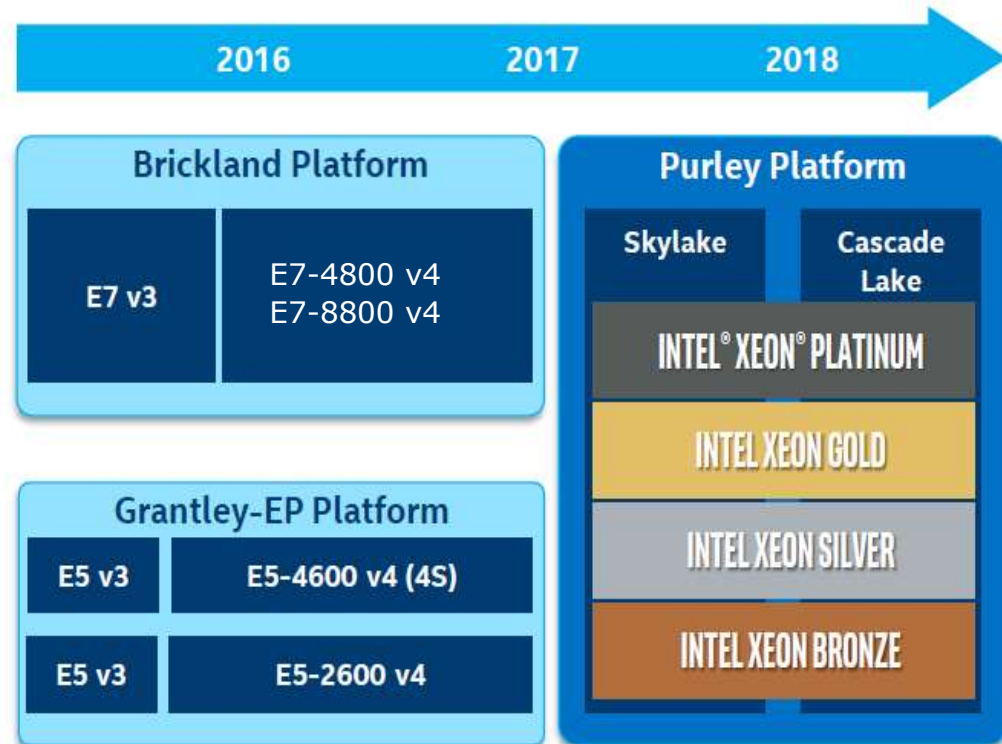 2016 2017 2018
Brickland Platform
E7 v3
E7-4800 v4
E7-8800 v4
Grantley-EP Platform
E5 v3
E5-4600 v4 (4S)
E5 v3
E5-2600 v4
Purley Platform
Skylake
Cascade
Lake
INTEL® XEON® PLATINUM
INTEL XEON GOLD
INTEL XEON SILVER
INTEL XEON BRONZE